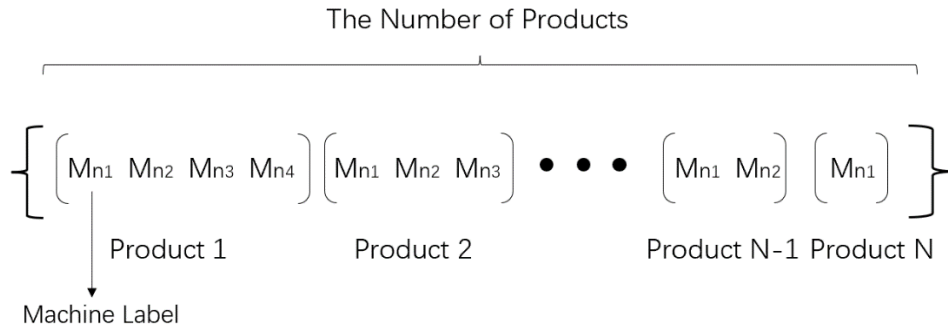 The Number of Products
{ ( Mn1 Mn2 Mn3 Mn4 ) ( Mn1 Mn2 Mn3 ) • • • ( Mn1 Mn2 ) ( Mn1 ) }
Product 1 Product 2 Product N-1 Product N
Machine Label